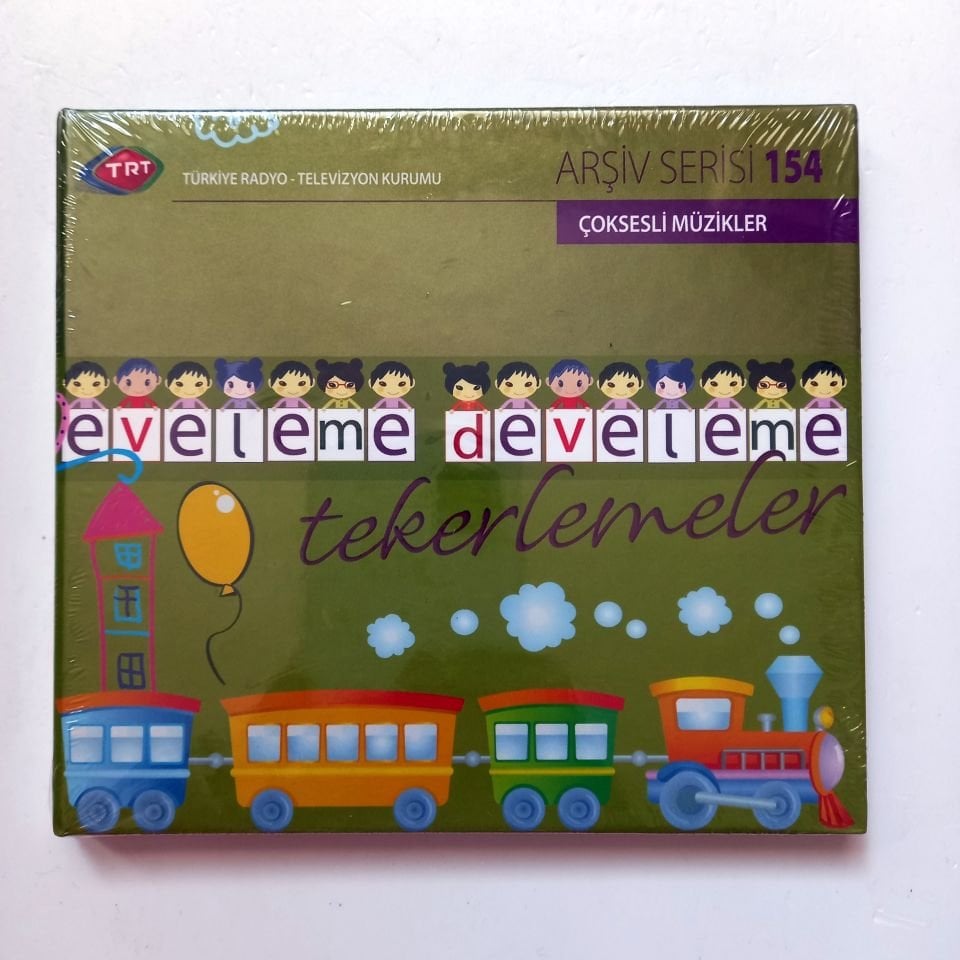 TRT
TÜRKİYE RADYO - TELEVİZYON KURUMU
ARŞİV SERİSİ 154
ÇOKSESLİ MÜZİKLER
eveleme develeme
tekerlemeler